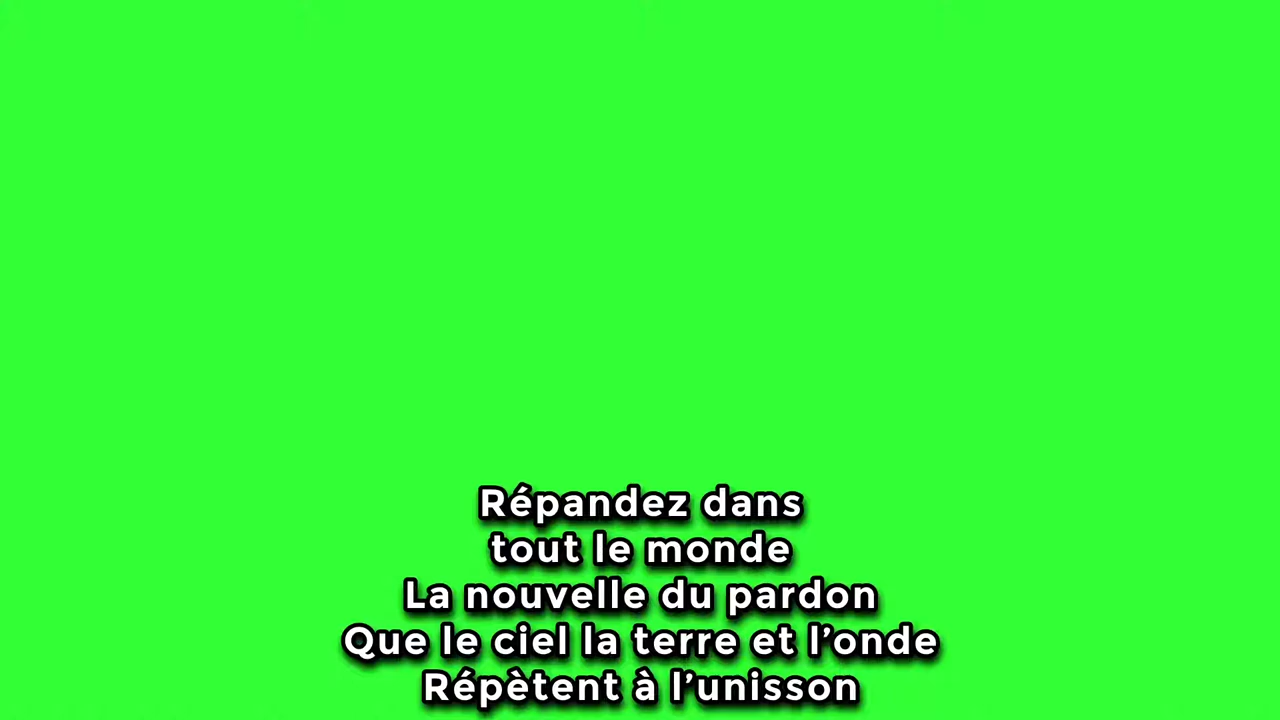 Répandez dans
tout le monde
La nouvelle du pardon
Que le ciel la terre et l’onde
Répètent à l’unisson